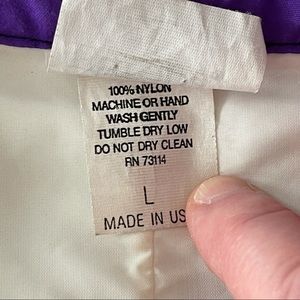 100% NYLON
MACHINE OR HAND
WASH GENTLY
TUMBLE DRY LOW
DO NOT DRY CLEAN
RN 73114
L
MADE IN US